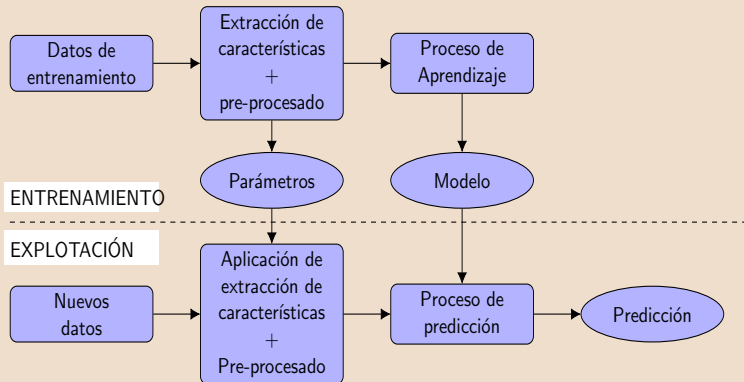 Datos de
entrenamiento
Extracción de
características
+
pre-procesado
Proceso de
Aprendizaje
Parámetros
Modelo
ENTRENAMIENTO
EXPLOTACIÓN
Nuevos
datos
Aplicación de
extracción de
características
+
Pre-procesado
Proceso de
predicción
Predicción